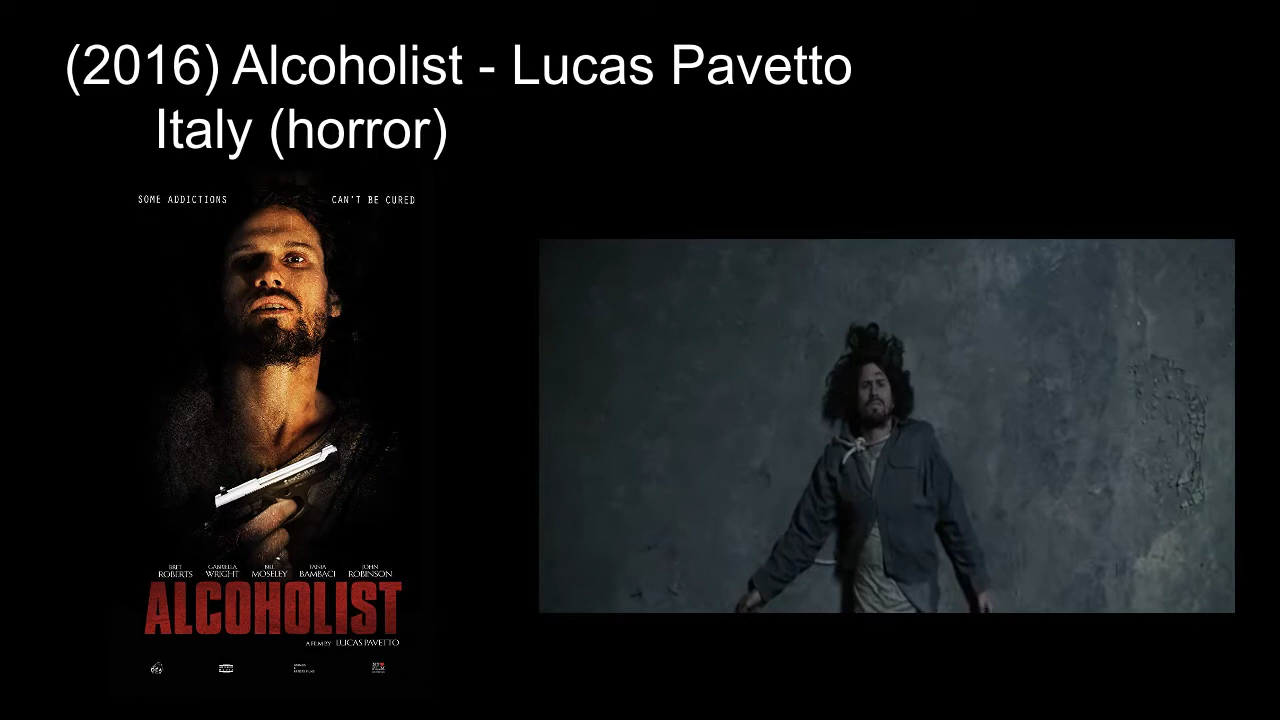 (2016) Alcoholist - Lucas Pavetto
Italy (horror)
SOME ADDICTIONS CAN'T BE CURED
BRET ROBERTS GABRIELLA WRIGHT BILL MOSELEY TANIA BAMBACI JOHN ROBINSON
ALCOHOLIST
A FILM BY LUCAS PAVETTO